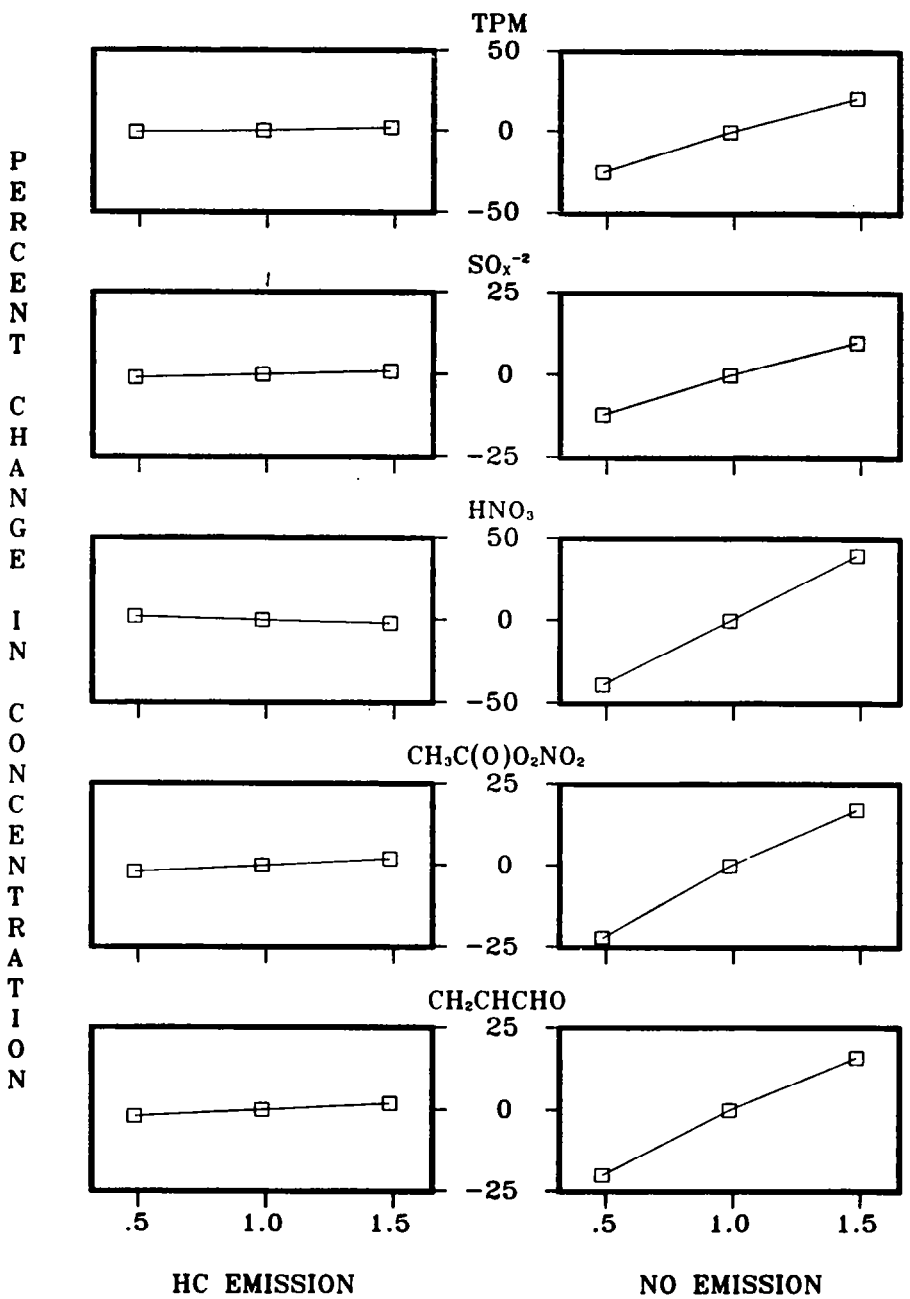 PERCENT CHANGE IN CONCENTRATION
TPM
50
0
−50
SOₓ⁻²
25
0
−25
HNO₃
50
0
−50
CH₃C(O)O₂NO₂
25
0
−25
CH₂CHCHO
25
0
−25
.5 1.0 1.5 .5 1.0 1.5
HC EMISSION NO EMISSION